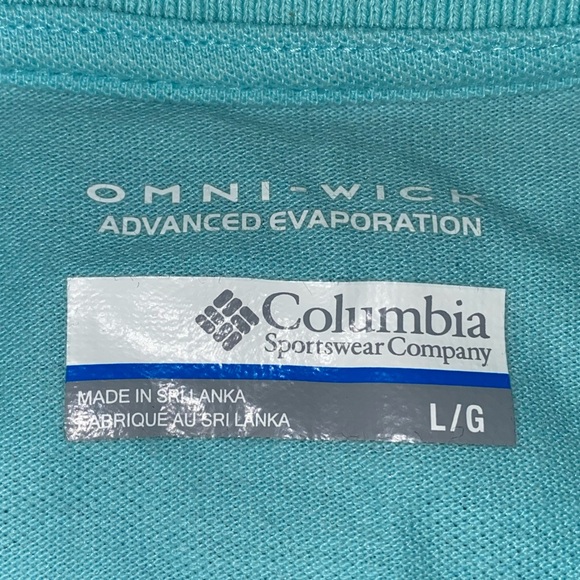 OMNI-WICK
ADVANCED EVAPORATION
Columbia
Sportswear Company
MADE IN SRI LANKA
FABRIQUÉ AU SRI LANKA
L/G